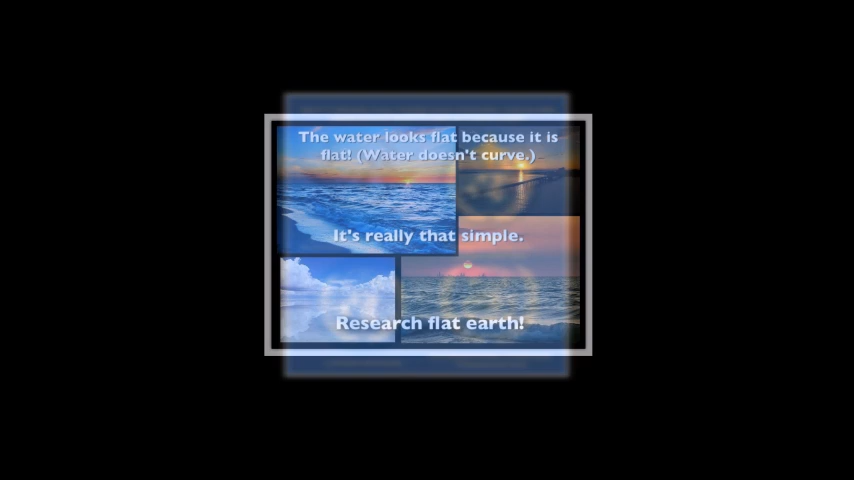 The water looks flat because it is
flat! (Water doesn't curve.)
It's really that simple.
Research flat earth!